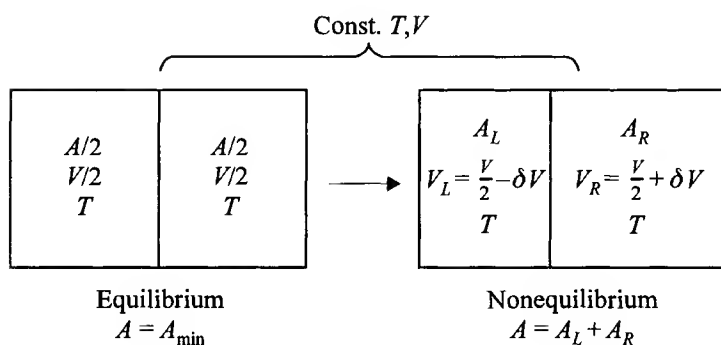 Const. T,V
A/2
V/2
T
A/2
V/2
T
A_L
V_L = V/2 − δV
T
A_R
V_R = V/2 + δV
T
Equilibrium
A = A_min
Nonequilibrium
A = A_L + A_R